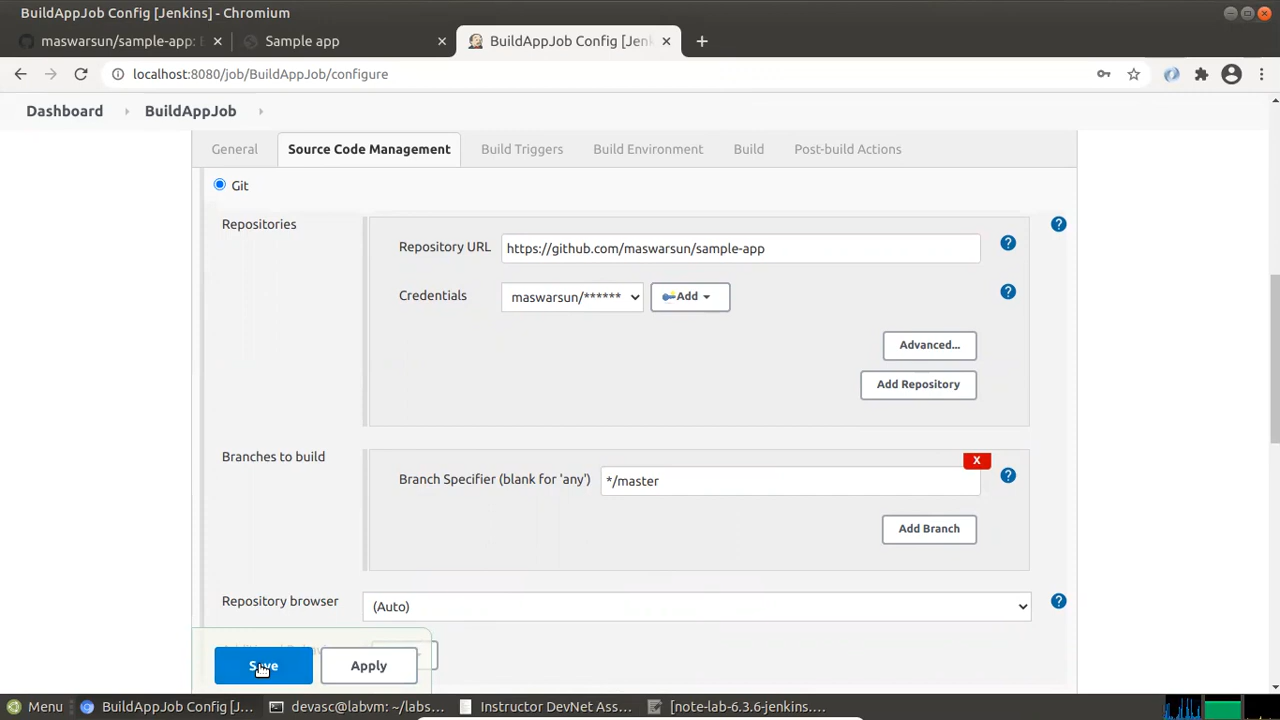 BuildAppJob Config [Jenkins] - Chromium
maswarsun/sample-app: B
Sample app
BuildAppJob Config [Jen
localhost:8080/job/BuildAppJob/configure
Dashboard
BuildAppJob
General
Source Code Management
Build Triggers
Build Environment
Build
Post-build Actions
Git
Repositories
Repository URL
https://github.com/maswarsun/sample-app
Credentials
maswarsun/******
Add
Advanced...
Add Repository
Branches to build
X
Branch Specifier (blank for 'any')
*/master
Add Branch
Repository browser
(Auto)
Save
Apply
Menu
BuildAppJob Config [J...
devasc@labvm: ~/labs...
Instructor DevNet Ass...
[note-lab-6.3.6-jenkins....